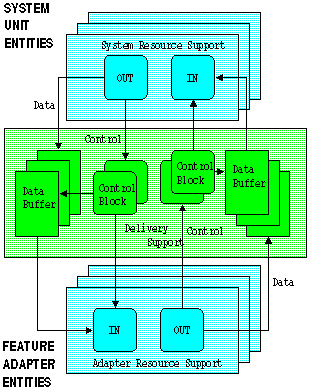 SYSTEM
UNIT
ENTITIES
System Resource Support
OUT
IN
Data
Control
Data
Buffer
Control
Block
Control
Block
Data
Buffer
Delivery
Support
Control
Data
IN
OUT
Adapter Resource Support
FEATURE
ADAPTER
ENTITIES